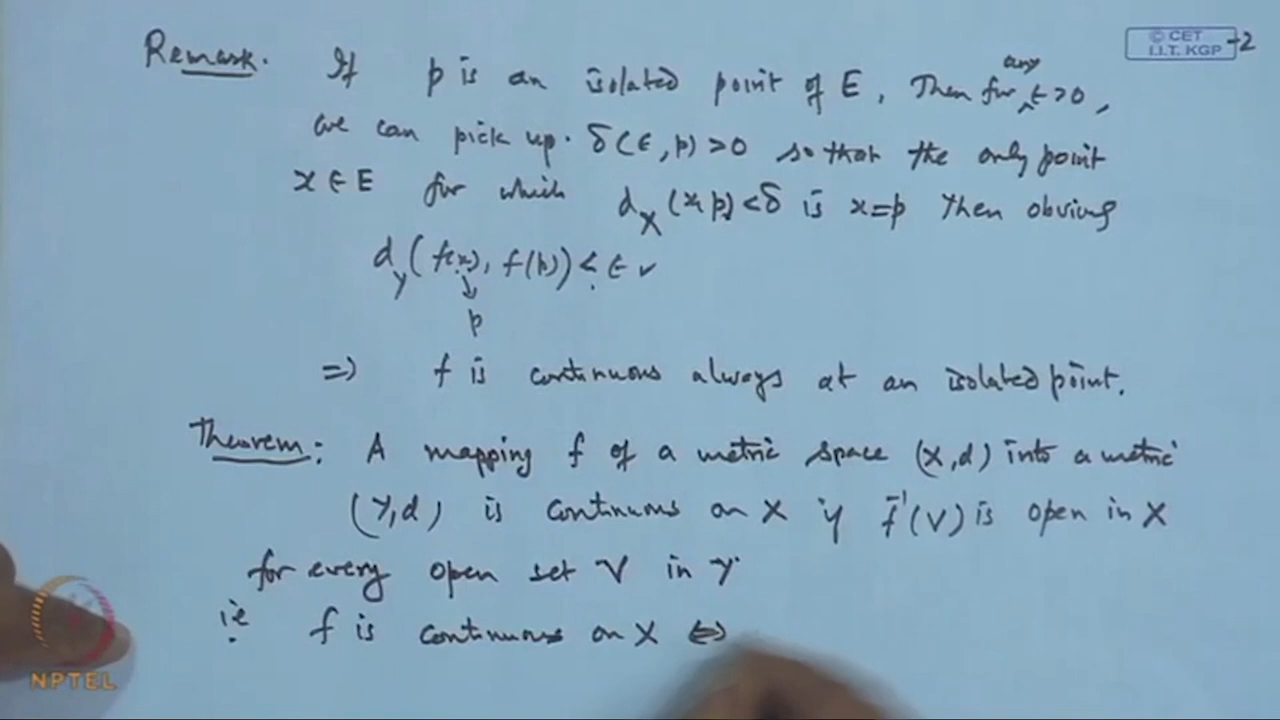 © CET
I.I.T. KGP -2
Remark. If p is an isolated point of E, Then for any ε>0,
we can pick up. δ(ε,p)>0 so that the only point
x∈E for which d_X(x,p)<δ is x=p Then obviously
d_Y(f(x), f(p))<ε ✓
↓
p
=> f is continuous always at an isolated point.
Theorem: A mapping f of a metric space (X,d) into a metric
(Y,d) is continuous on X if f⁻¹(V) is open in X
for every open set V in Y
i.e f is continuous on X <=>
NPTEL